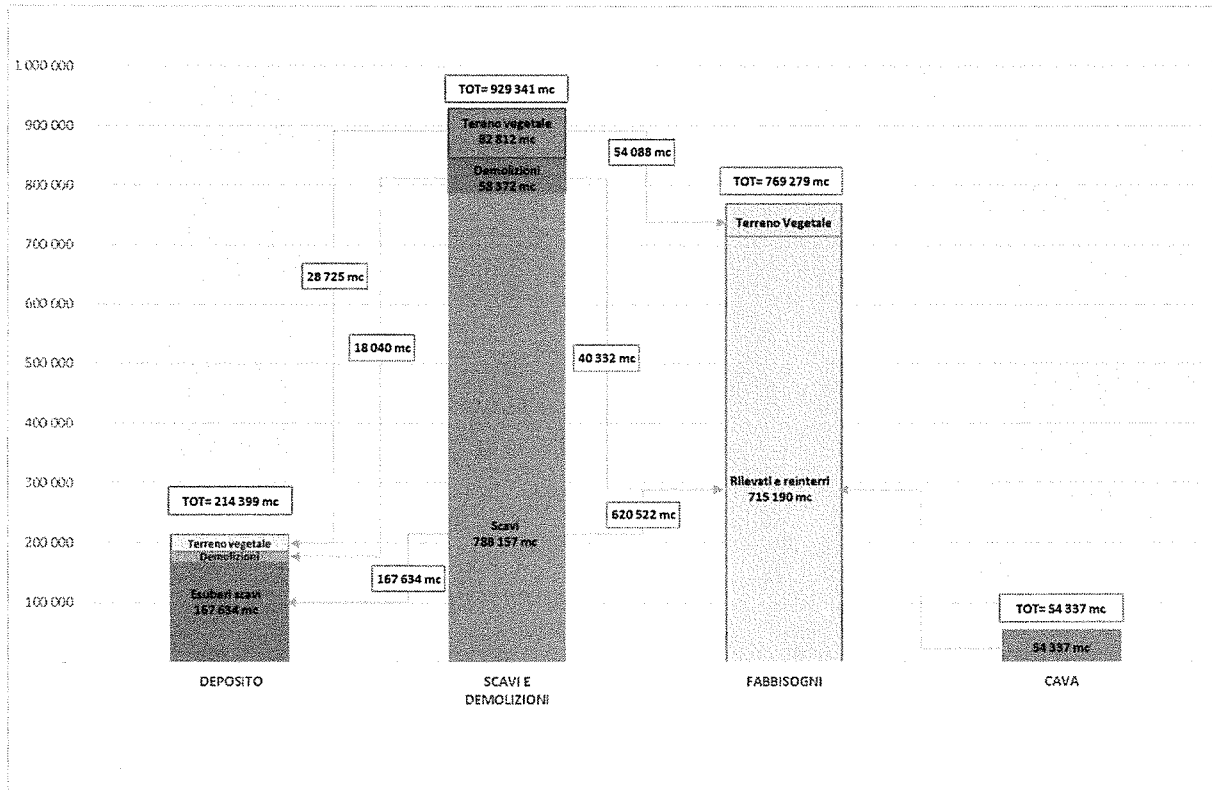 1 000 000
900 000
800 000
700 000
600 000
500 000
400 000
300 000
200 000
100 000
-
TOT= 929 341 mc
Tereno vegetale
82 812 mc
Demolizioni
58 372 mc
54 088 mc
TOT= 769 279 mc
Terreno Vegetale
28 725 mc
18 040 mc
40 332 mc
TOT= 214 399 mc
Rilevati e reinterri
715 190 mc
620 522 mc
Scavi
788 157 mc
Terreno vegetale
Demolizioni
167 634 mc
Esuberi scavi
167 634 mc
TOT= 54 337 mc
54 337 mc
DEPOSITO
SCAVI E
DEMOLIZIONI
FABBISOGNI
CAVA